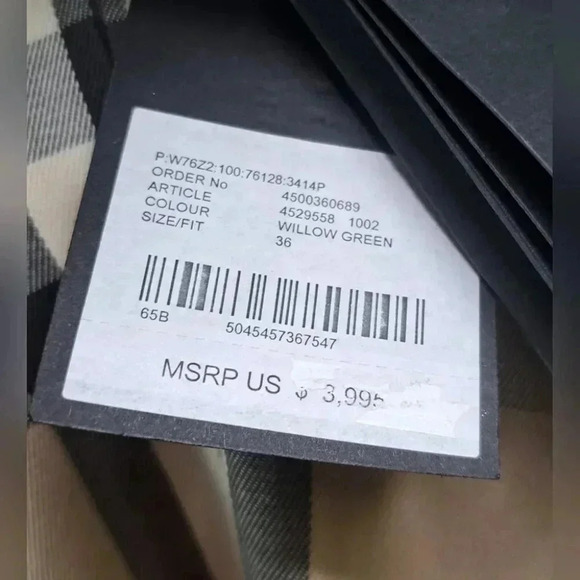 P:W76Z2:100:76128:3414P
ORDER No 4500360689
ARTICLE 4529558 1002
COLOUR WILLOW GREEN
SIZE/FIT 36
65B 5045457367547
MSRP US $ 3,995